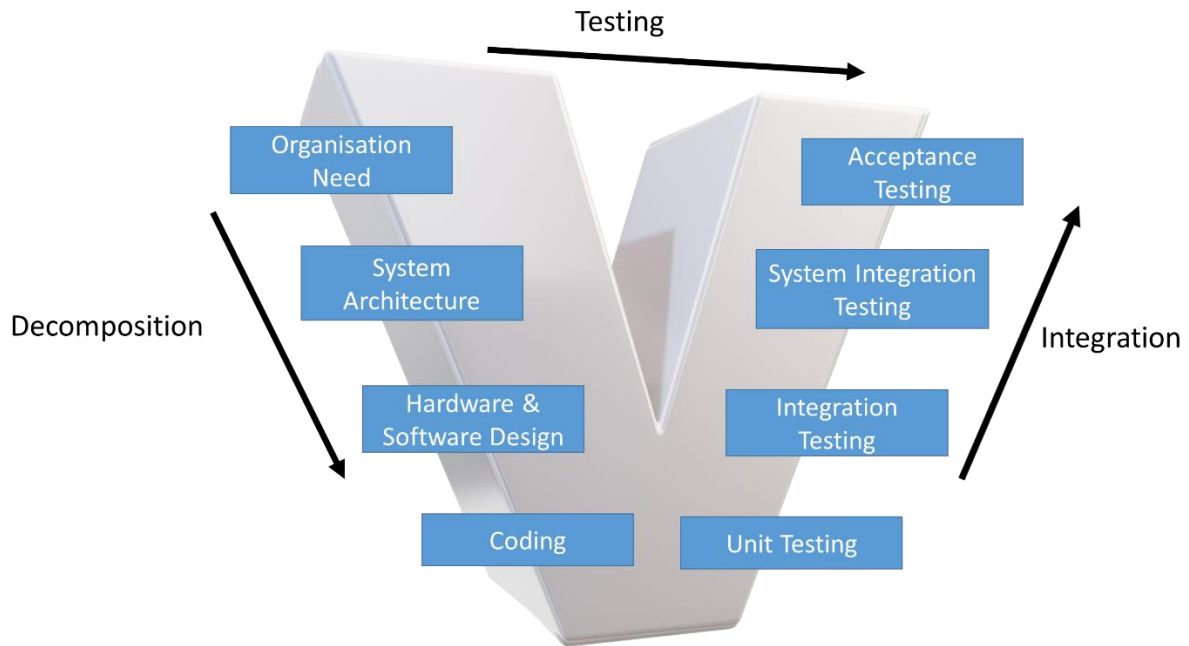 Testing
Organisation
Need
Acceptance
Testing
System
Architecture
System Integration
Testing
Decomposition
Integration
Hardware &
Software Design
Integration
Testing
Coding
Unit Testing